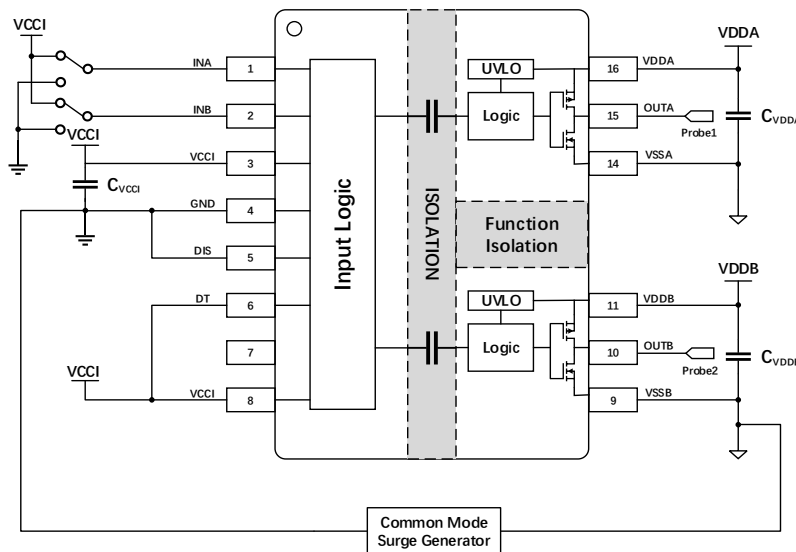 VCCI
INA
1
INB
2
VCCI
VCCI
3
CVCCI
GND
4
DIS
5
DT
6
7
VCCI
VCCI
8
Input Logic
ISOLATION
Function
Isolation
UVLO
Logic
UVLO
Logic
16
VDDA
15
OUTA
Probe1
14
VSSA
VDDA
CVDDA
11
VDDB
10
OUTB
Probe2
9
VSSB
VDDB
Common Mode
Surge Generator